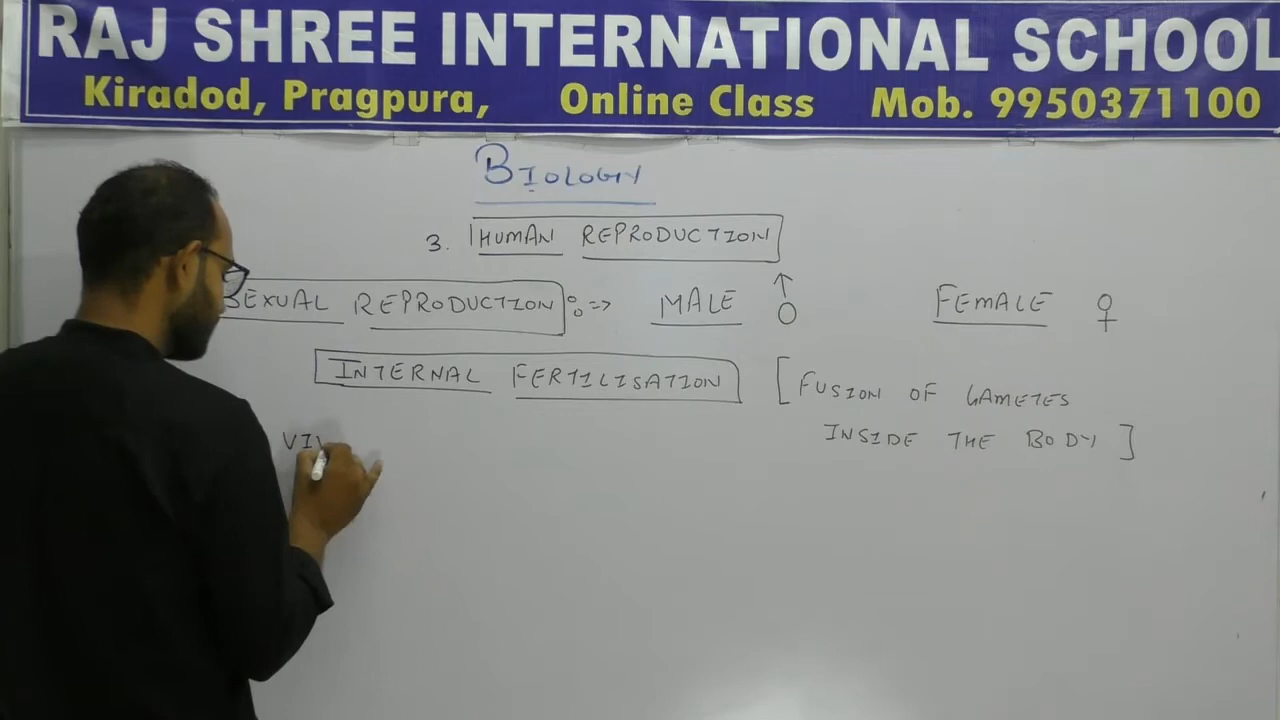 RAJ SHREE INTERNATIONAL SCHOOL
Kiradod, Pragpura, Online Class Mob. 9950371100
BIOLOGY
3. HUMAN REPRODUCTION
SEXUAL REPRODUCTION : => MALE ♂ FEMALE ♀
INTERNAL FERTILISATION [FUSION OF GAMETES
INSIDE THE BODY]
VIV